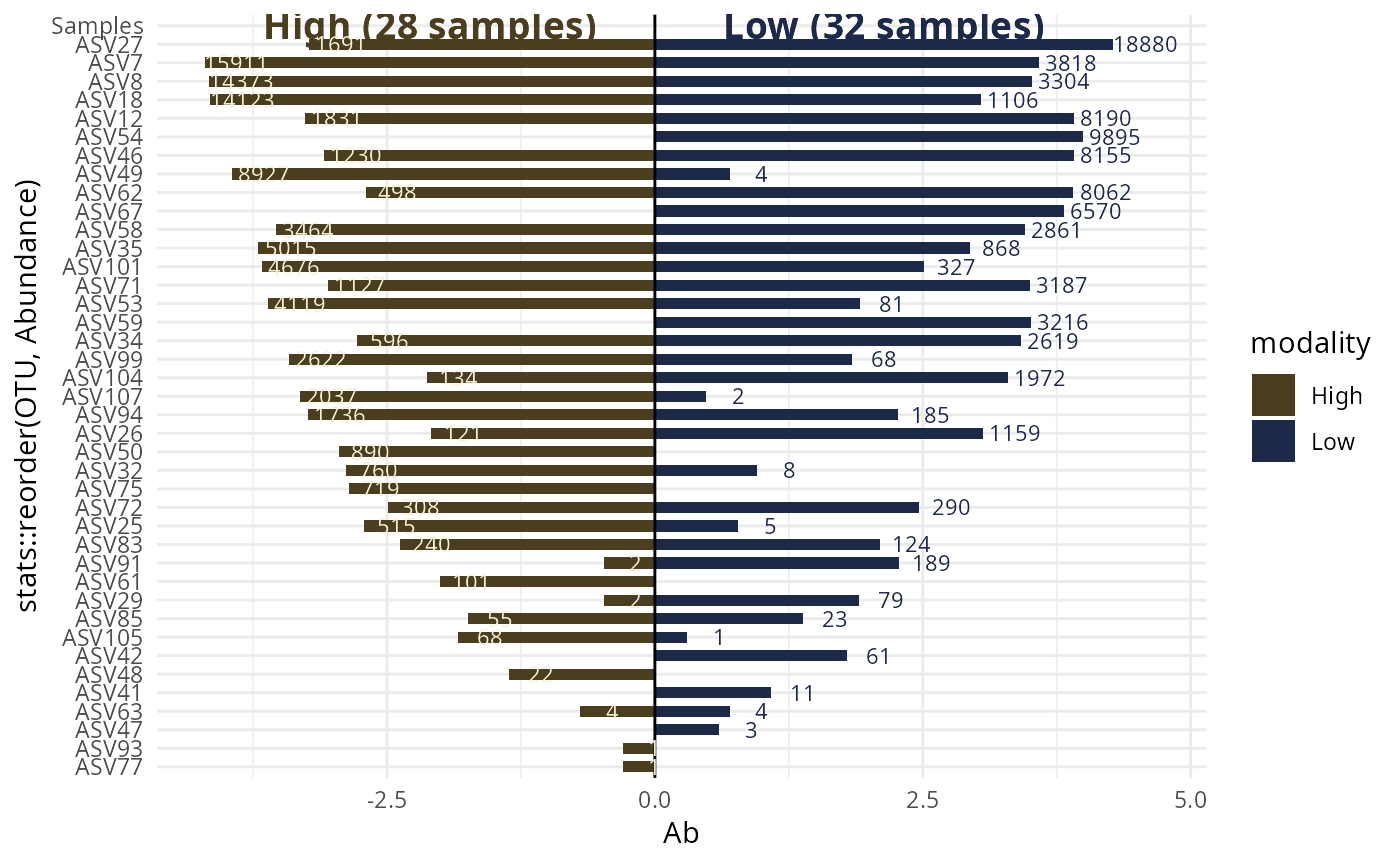 High (28 samples) Low (32 samples)
Samples
ASV27 1691 18880
ASV7 15911 3818
ASV8 14373 3304
ASV18 14123 1106
ASV12 1831 8190
ASV54 9895
ASV46 1230 8155
ASV49 8927 4
ASV62 498 8062
ASV67 6570
ASV58 3464 2861
ASV35 5015 868
ASV101 4676 327
ASV71 1127 3187
ASV53 4119 81
ASV59 3216
ASV34 596 2619
ASV99 2622 68
ASV104 134 1972
ASV107 2037 2
ASV94 1736 185
ASV26 121 1159
ASV50 890
ASV32 760 8
ASV75 719
ASV72 308 290
ASV25 515 5
ASV83 240 124
ASV91 2 189
ASV61 101
ASV29 2 79
ASV85 55 23
ASV105 68 1
ASV42 61
ASV48 22
ASV41 11
ASV63 4 4
ASV47 3
ASV93
ASV77
-2.5 0.0 2.5 5.0
Ab
stats::reorder(OTU, Abundance)
modality
High
Low